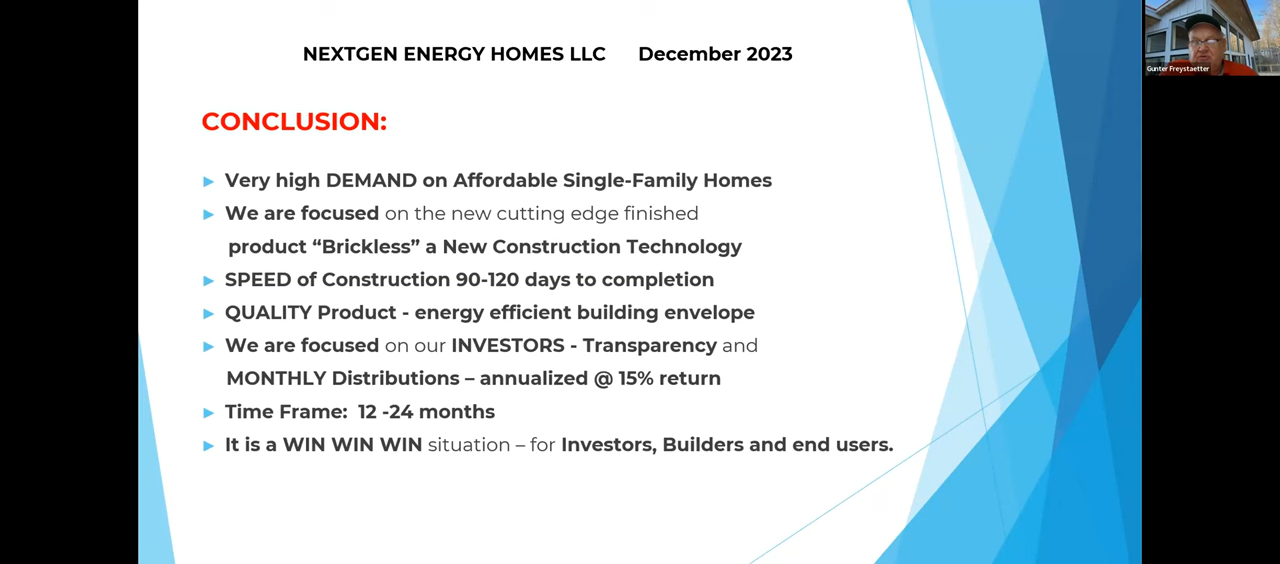 NEXTGEN ENERGY HOMES LLC December 2023
Gunter Freystaetter
CONCLUSION:
Very high DEMAND on Affordable Single-Family Homes
We are focused on the new cutting edge finished
product “Brickless” a New Construction Technology
SPEED of Construction 90-120 days to completion
QUALITY Product - energy efficient building envelope
We are focused on our INVESTORS - Transparency and
MONTHLY Distributions – annualized @ 15% return
Time Frame: 12 -24 months
It is a WIN WIN WIN situation – for Investors, Builders and end users.